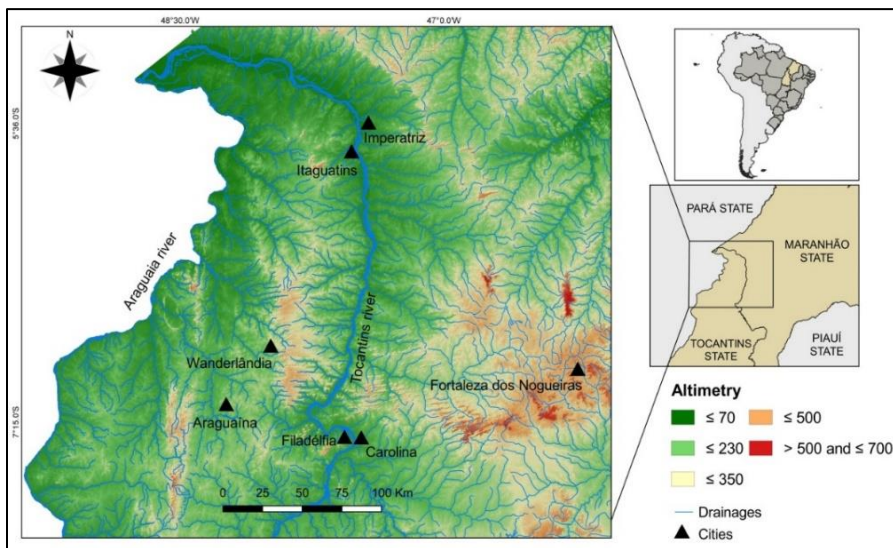 48°30.0'W
47°0.0'W
N
5°36.0'S
Imperatriz
Itaguatins
Araguaia river
Tocantins river
Wanderlândia
Fortaleza dos Nogueiras
Araguaína
7°15.0'S
Filadélfia
Carolina
0 25 50 75 100 Km
PARÁ STATE
MARANHÃO
STATE
TOCANTINS
STATE
PIAUÍ
STATE
Altimetry
≤ 70
≤ 500
≤ 230
> 500 and ≤ 700
≤ 350
Drainages
Cities